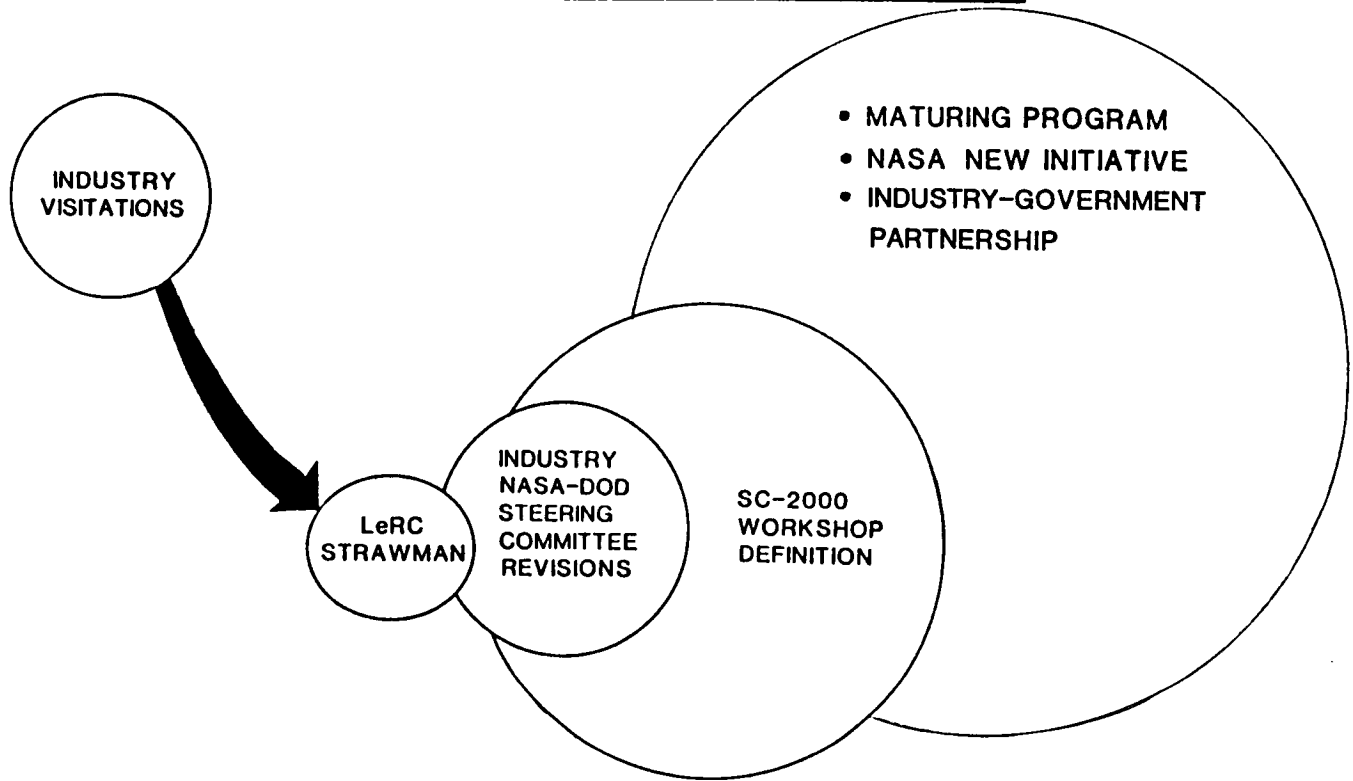 INDUSTRY
VISITATIONS
LeRC
STRAWMAN
INDUSTRY
NASA-DOD
STEERING
COMMITTEE
REVISIONS
SC-2000
WORKSHOP
DEFINITION
• MATURING PROGRAM
• NASA NEW INITIATIVE
• INDUSTRY-GOVERNMENT
PARTNERSHIP